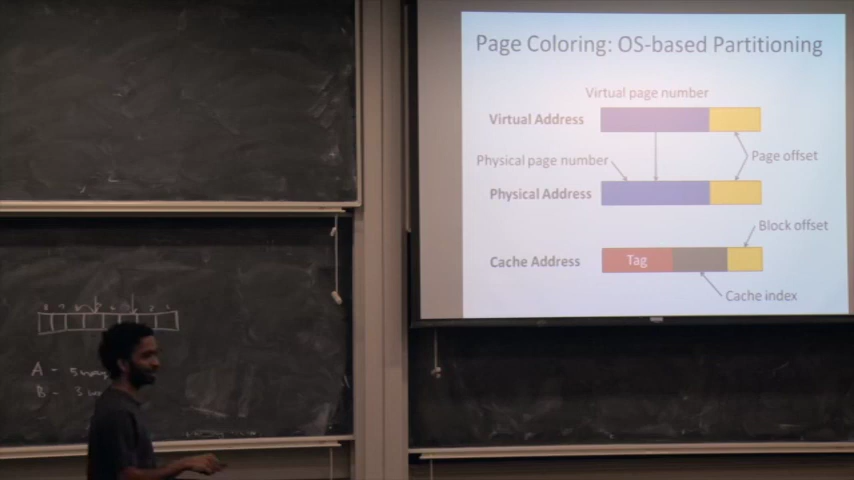 Page Coloring: OS-based Partitioning
Virtual page number
Virtual Address
Page offset
Physical page number
Physical Address
Block offset
Cache Address
Tag
Cache index
A -
B - 3